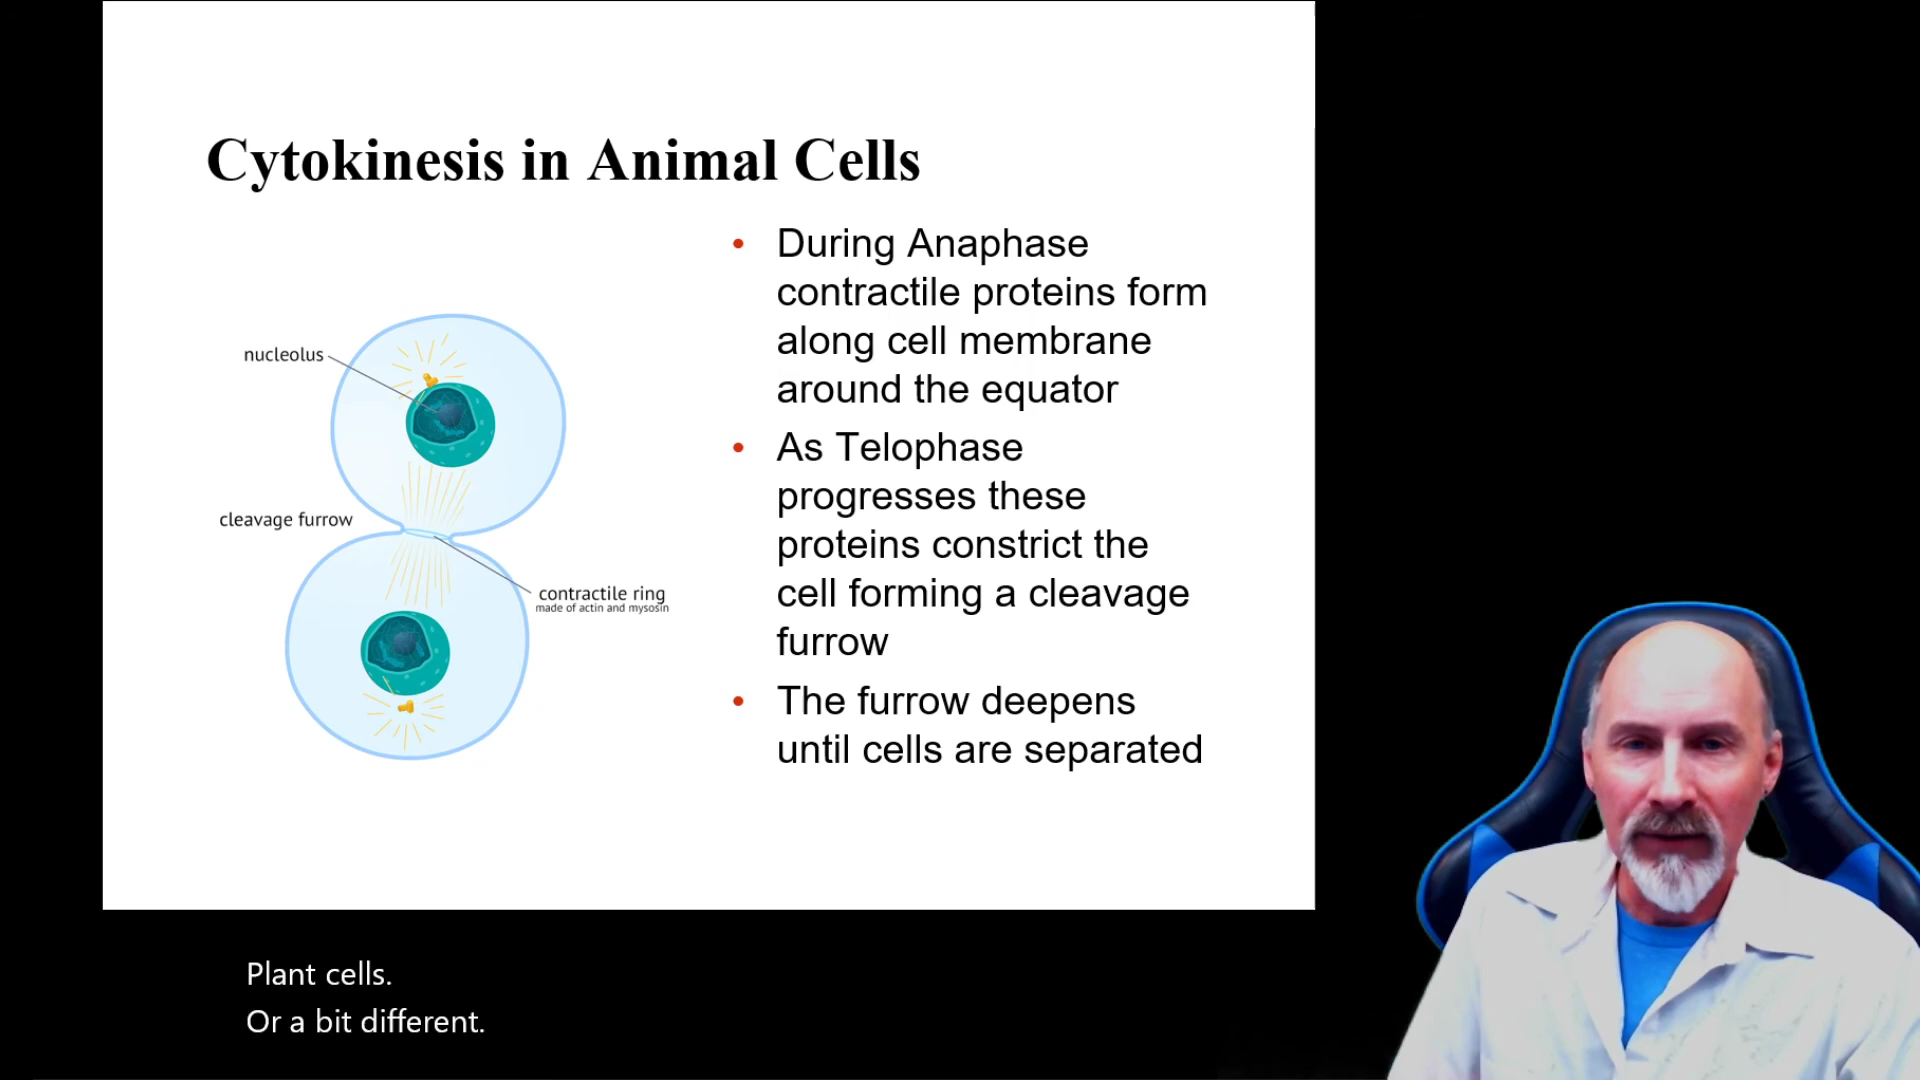 Cytokinesis in Animal Cells
nucleolus
cleavage furrow
contractile ring
made of actin and mysosin
• During Anaphase
contractile proteins form
along cell membrane
around the equator
• As Telophase
progresses these
proteins constrict the
cell forming a cleavage
furrow
• The furrow deepens
until cells are separated
Plant cells.
Or a bit different.